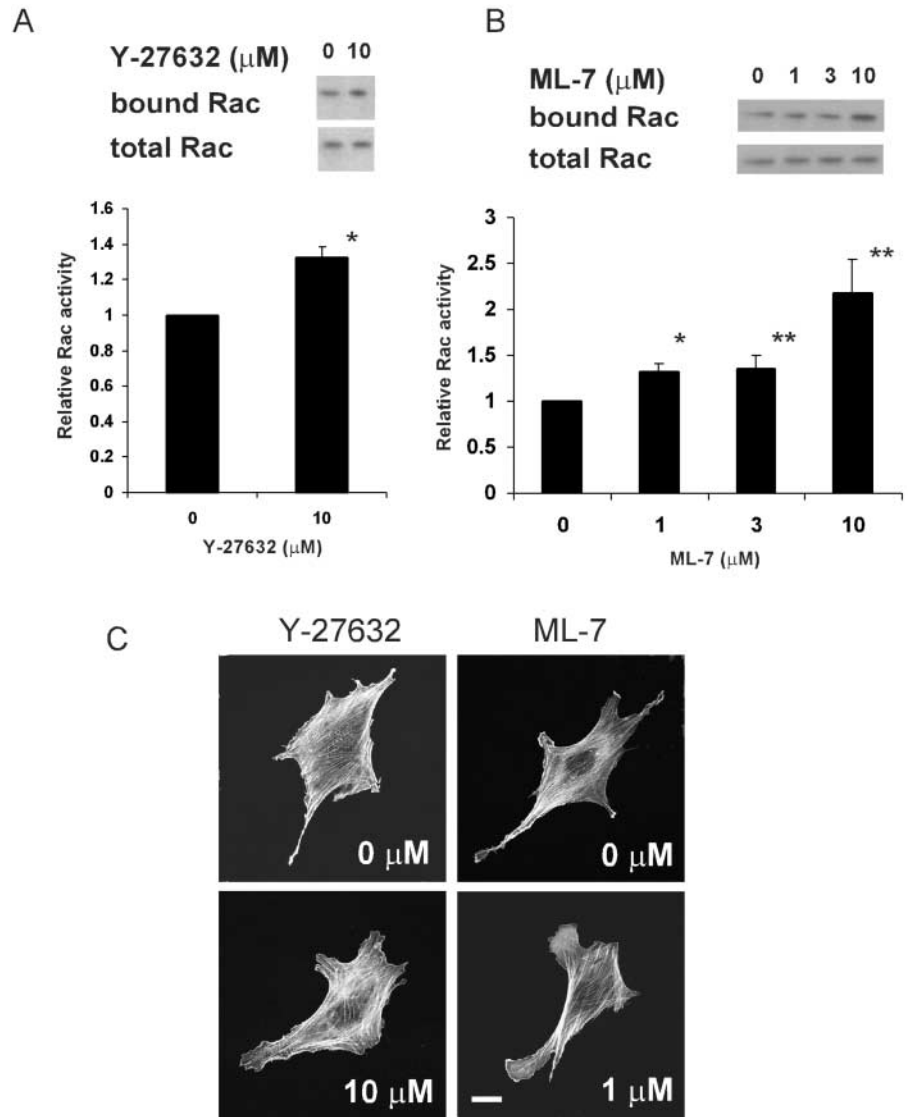 A
Y-27632 (μM) 0 10
bound Rac
total Rac
Relative Rac activity
1.6
1.4
1.2
1
0.8
0.6
0.4
0.2
0
*
0 10
Y-27632 (μM)
B
ML-7 (μM) 0 1 3 10
bound Rac
total Rac
Relative Rac activity
3
2.5
2
1.5
1
0.5
0
* ** **
0 1 3 10
ML-7 (μM)
C
Y-27632 ML-7
0 μM 0 μM
10 μM 1 μM